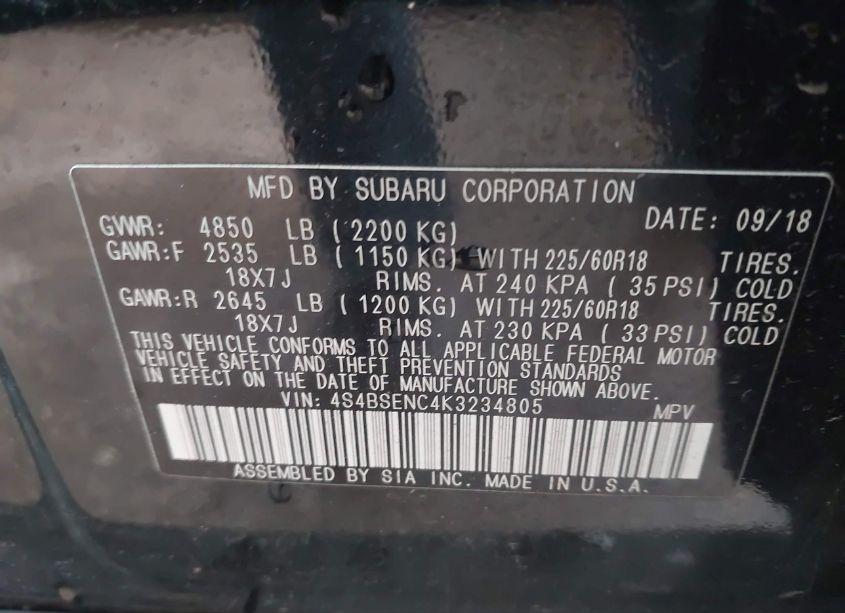 MFD BY SUBARU CORPORATION
DATE: 09/18
GVWR: 4850 LB (2200 KG)
GAWR:F 2535 LB (1150 KG) WITH 225/60R18 TIRES.
18X7J RIMS. AT 240 KPA (35 PSI) COLD
GAWR:R 2645 LB (1200 KG) WITH 225/60R18 TIRES.
18X7J RIMS. AT 230 KPA (33 PSI) COLD
THIS VEHICLE CONFORMS TO ALL APPLICABLE FEDERAL MOTOR
VEHICLE SAFETY AND THEFT PREVENTION STANDARDS
IN EFFECT ON THE DATE OF MANUFACTURE SHOWN ABOVE.
VIN: 4S4BSENC4K3234805 MPV
ASSEMBLED BY SIA INC. MADE IN U.S.A.